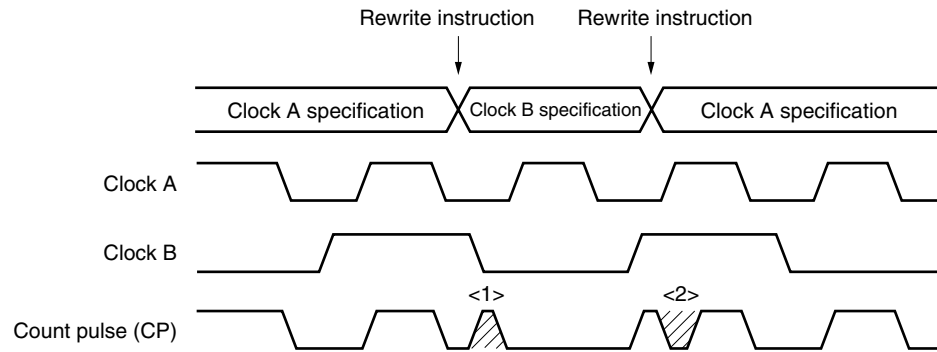 Rewrite instruction Rewrite instruction
Clock A specification Clock B specification Clock A specification
Clock A
Clock B
<1> <2>
Count pulse (CP)